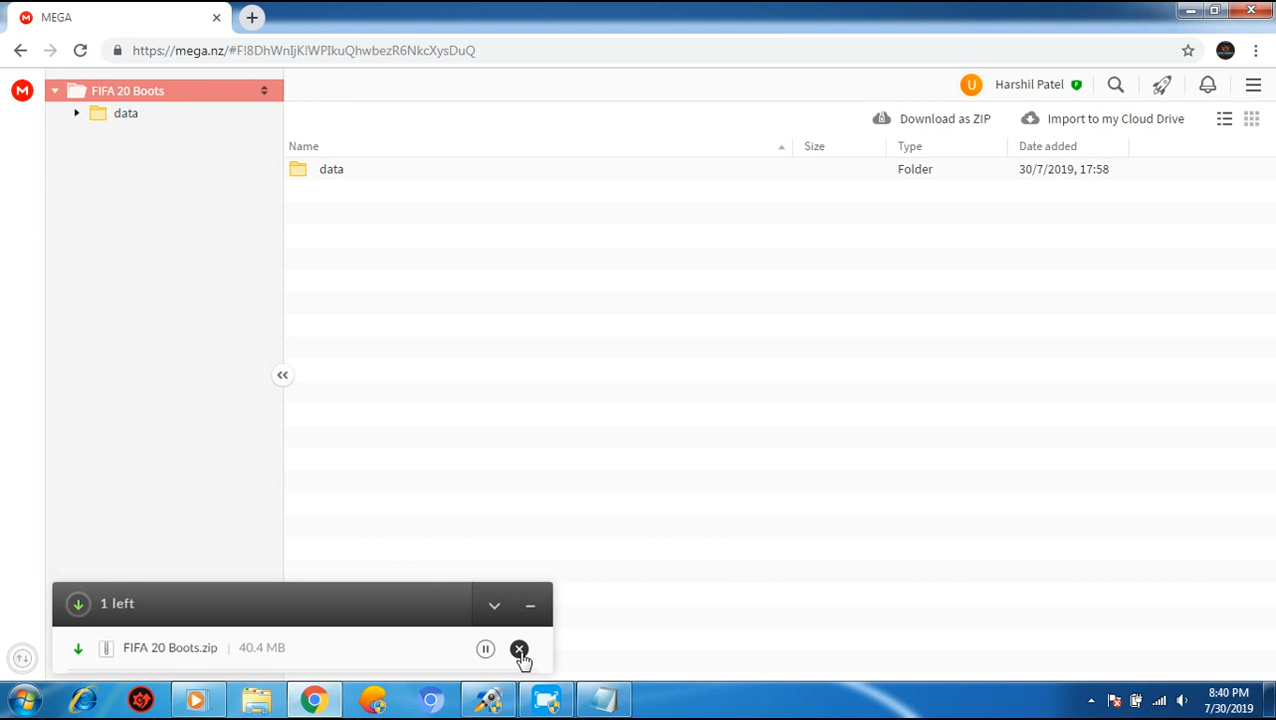 MEGA
https://mega.nz/#F!8DhWnIjK!WPIkuQhwbezR6NkcXysDuQ
M
FIFA 20 Boots
U
Harshil Patel
data
Download as ZIP
Import to my Cloud Drive
Name
Size
Type
Date added
data
Folder
30/7/2019, 17:58
1 left
FIFA 20 Boots.zip
40.4 MB
8:40 PM
7/30/2019